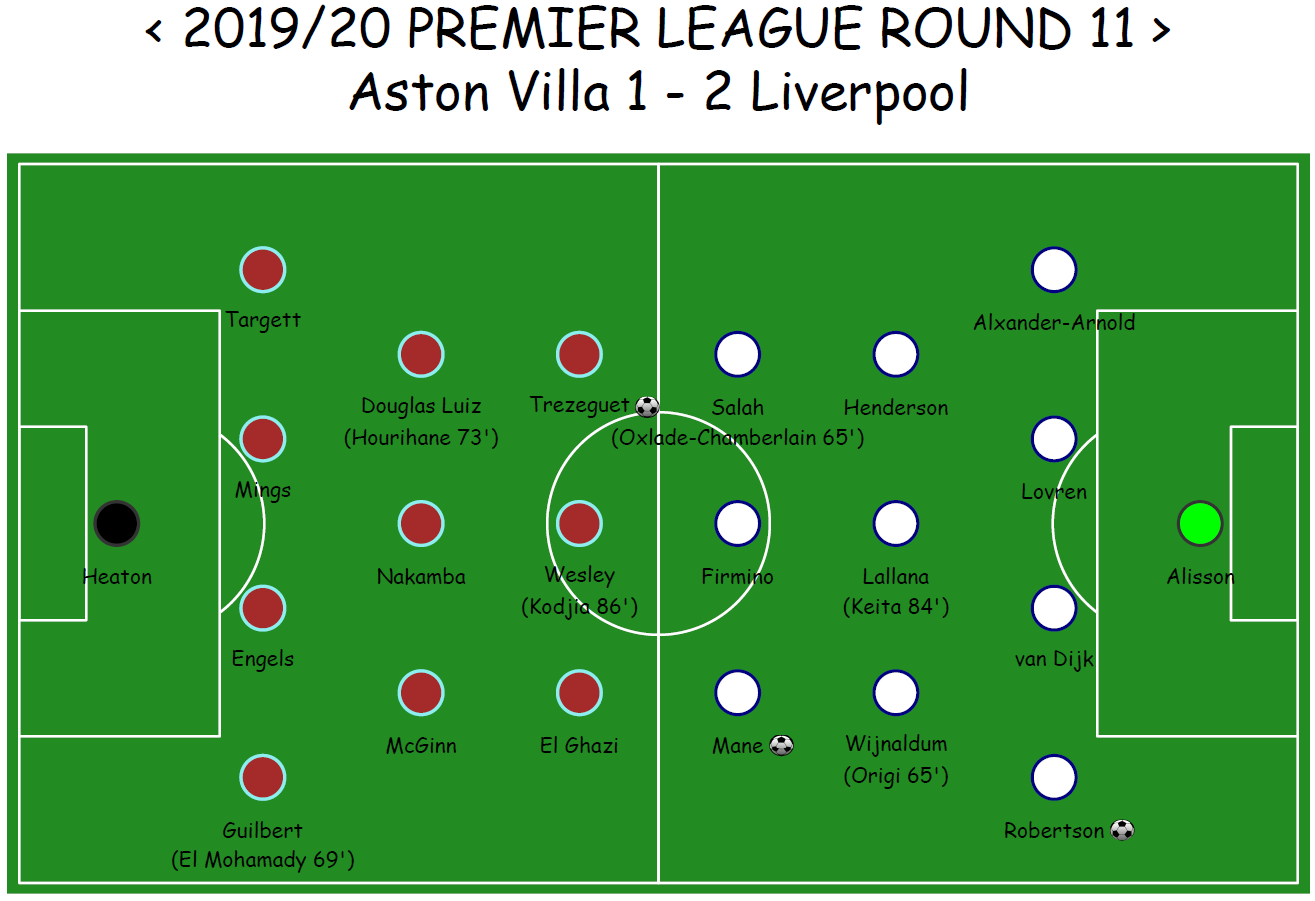 < 2019/20 PREMIER LEAGUE ROUND 11 >
Aston Villa 1 - 2 Liverpool
Targett
Alxander-Arnold
Douglas Luiz
(Hourihane 73')
Trezeguet
Salah
(Oxlade-Chamberlain 65')
Henderson
Mings
Lovren
Heaton
Nakamba
Wesley
(Kodjia 86')
Firmino
Lallana
(Keita 84')
Alisson
Engels
van Dijk
McGinn
El Ghazi
Mane
Wijnaldum
(Origi 65')
Guilbert
(El Mohamady 69')
Robertson